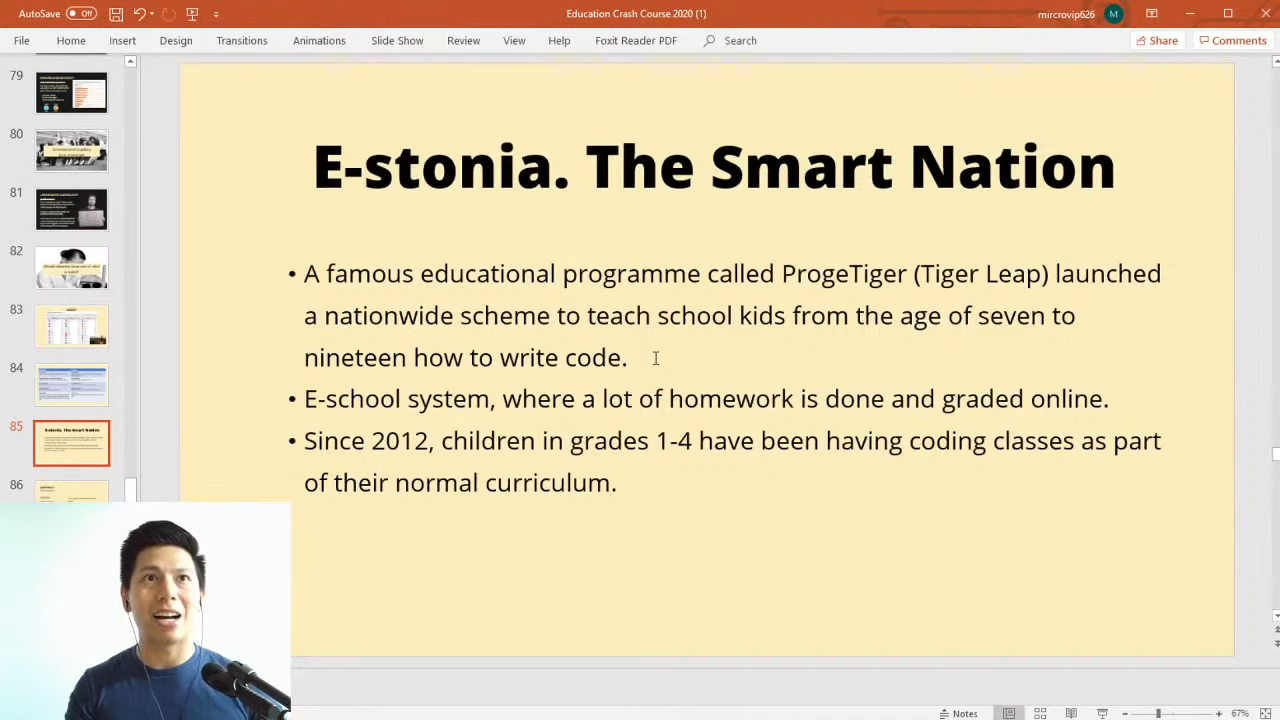 AutoSave Off
Education Crash Course 2020 (1)
mircrovip626 M
File Home Insert Design Transitions Animations Slide Show Review View Help Foxit Reader PDF Search Share Comments
79
80
81
82
83
84
85
E-stonia. The Smart Nation
86
E-stonia. The Smart Nation
• A famous educational programme called ProgeTiger (Tiger Leap) launched
a nationwide scheme to teach school kids from the age of seven to
nineteen how to write code.
• E-school system, where a lot of homework is done and graded online.
• Since 2012, children in grades 1-4 have been having coding classes as part
of their normal curriculum.
Notes
67%